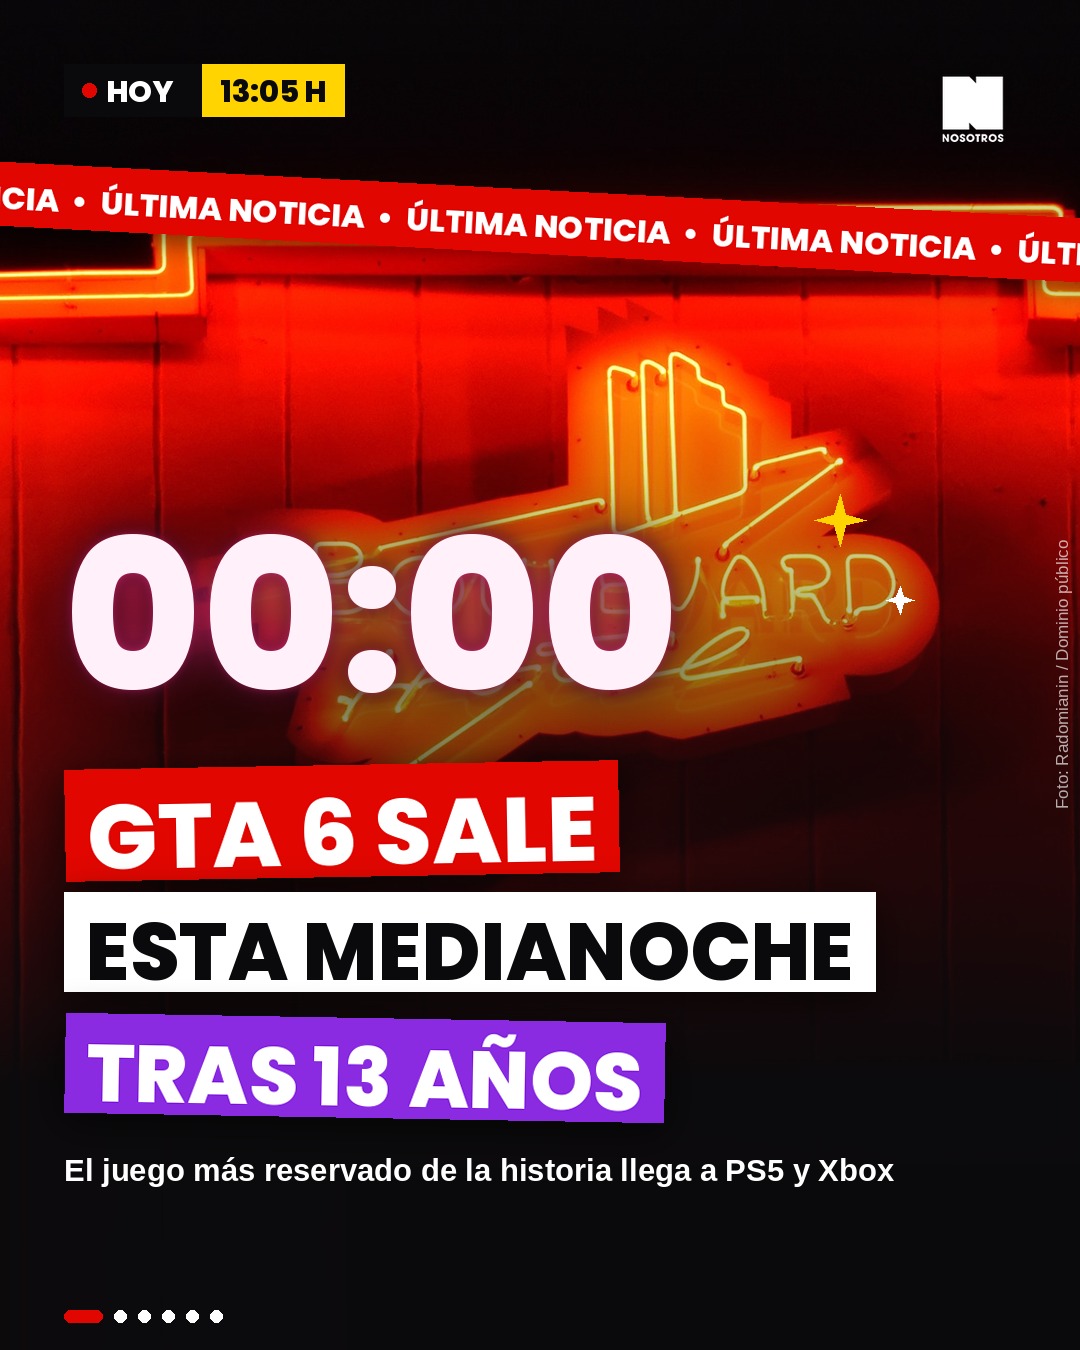 HOY
13:05 H
NOSOTROS
CIA • ÚLTIMA NOTICIA • ÚLTIMA NOTICIA • ÚLTIMA NOTICIA • ÚLTI
00:00
GTA 6 SALE
ESTA MEDIANOCHE
TRAS 13 AÑOS
El juego más reservado de la historia llega a PS5 y Xbox
Foto: Radomianin / Dominio público